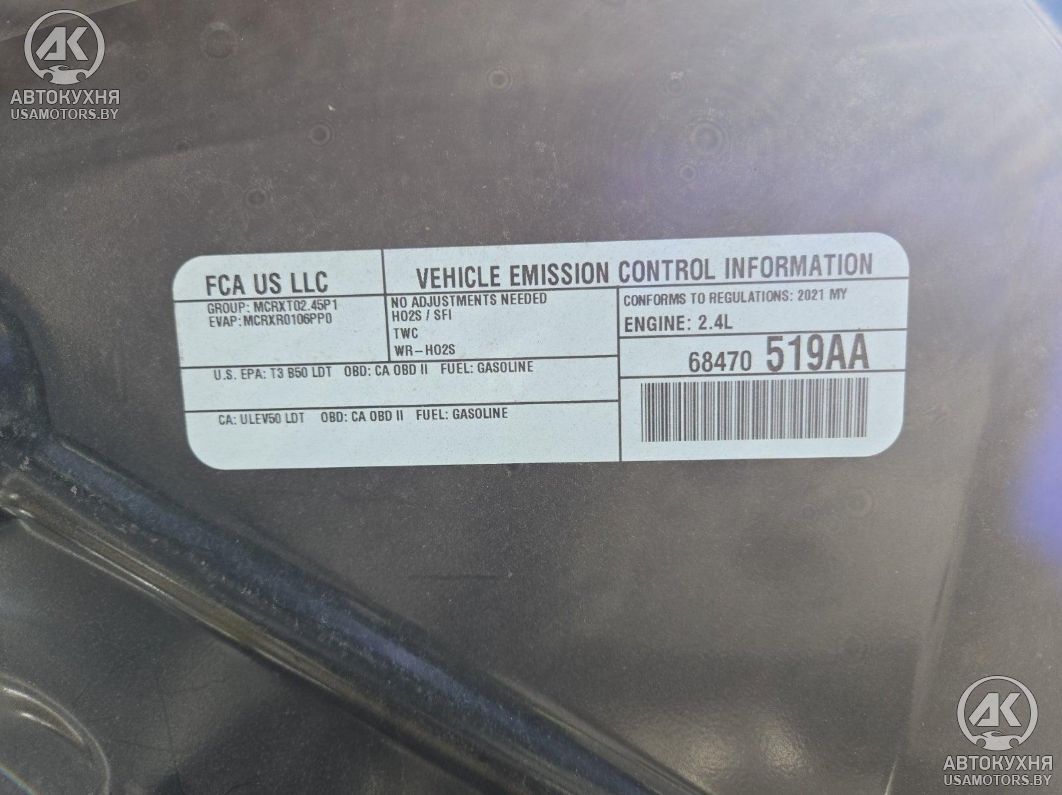 АК
АВТОКУХНЯ
USAMOTORS.BY
FCA US LLC
VEHICLE EMISSION CONTROL INFORMATION
GROUP: MCRXT02.45P1
EVAP: MCRXR0106PP0
NO ADJUSTMENTS NEEDED
HO2S / SFI
TWC
WR-HO2S
CONFORMS TO REGULATIONS: 2021 MY
ENGINE: 2.4L
68470 519AA
U.S. EPA: T3 B50 LDT OBD: CA OBD II FUEL: GASOLINE
CA: ULEV50 LDT OBD: CA OBD II FUEL: GASOLINE
АК
АВТОКУХНЯ
USAMOTORS.BY